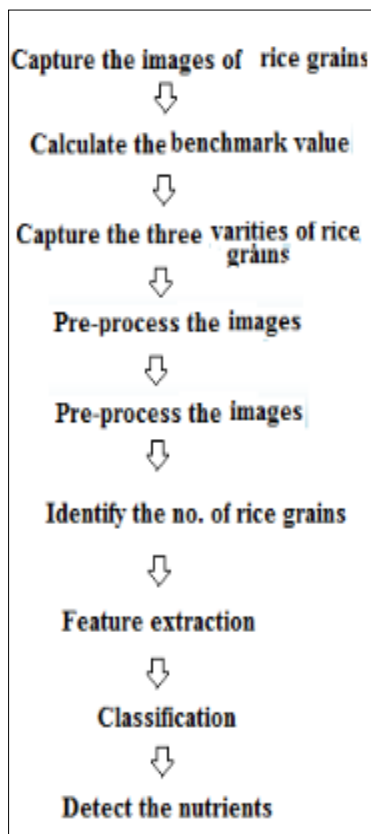 Capture the images of rice grains
Calculate the benchmark value
Capture the three varities of rice
grains
Pre-process the images
Pre-process the images
Identify the no. of rice grains
Feature extraction
Classification
Detect the nutrients